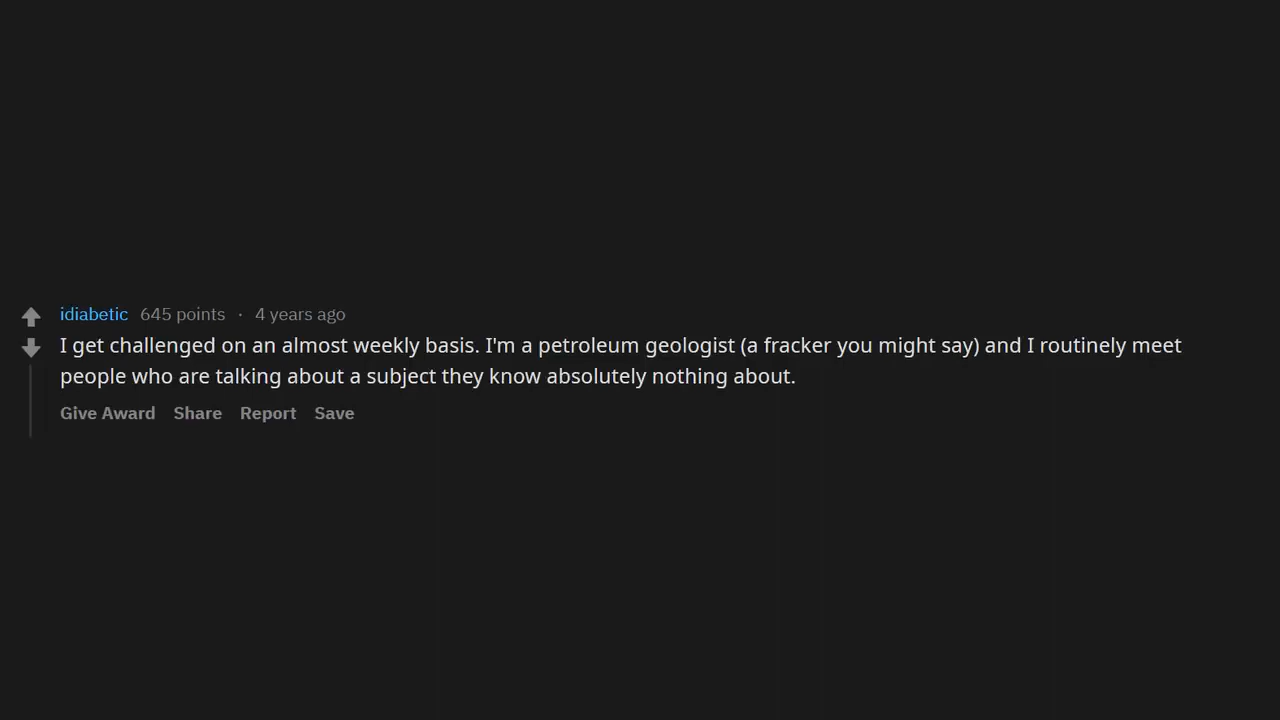 idiabetic 645 points · 4 years ago
I get challenged on an almost weekly basis. I'm a petroleum geologist (a fracker you might say) and I routinely meet
people who are talking about a subject they know absolutely nothing about.
Give Award Share Report Save